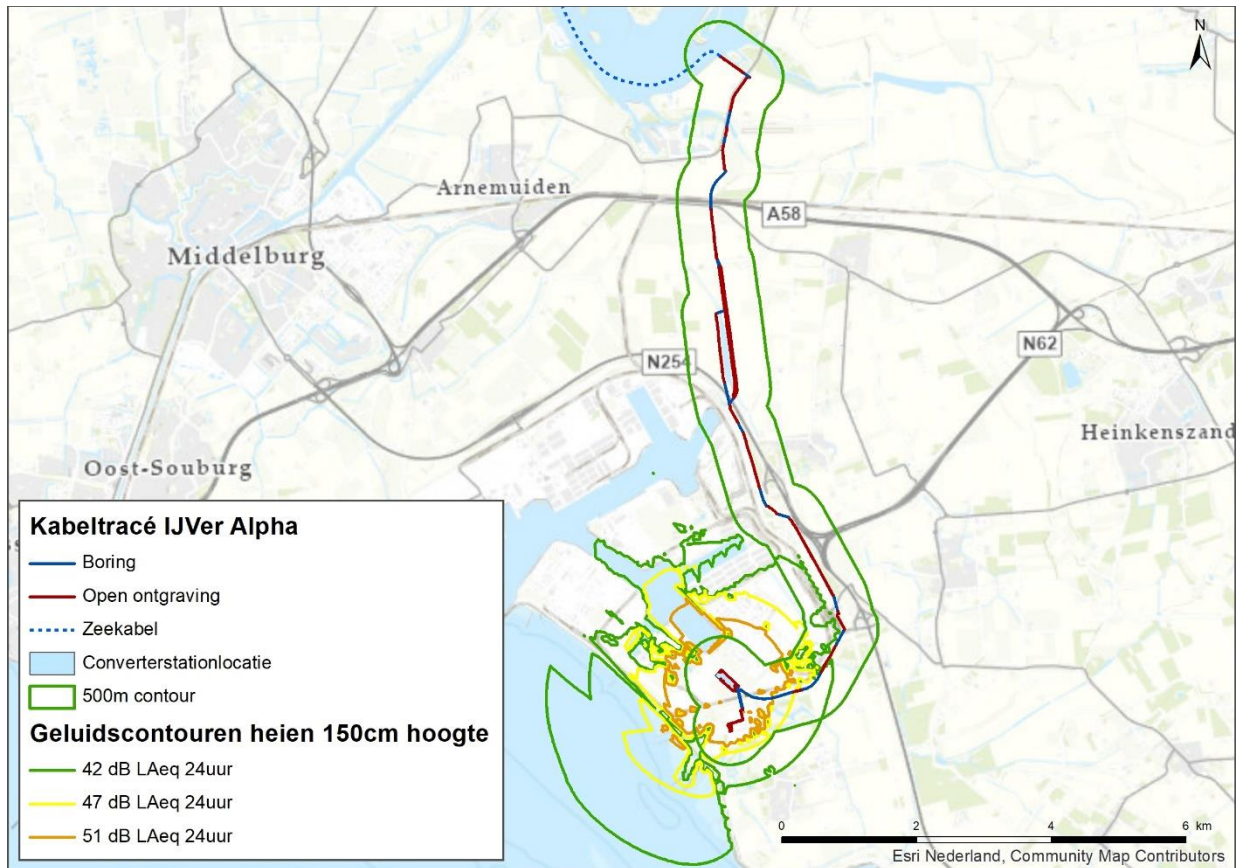 N
Arnemuiden
A58
Middelburg
N62
N254
Heinkenszand
Oost-Souburg
Kabeltracé IJVer Alpha
Boring
Open ontgraving
Zeekabel
Converterstationlocatie
500m contour
Geluidscontouren heien 150cm hoogte
42 dB LAeq 24uur
47 dB LAeq 24uur
51 dB LAeq 24uur
0 2 4 6 km
Esri Nederland, Community Map Contributors